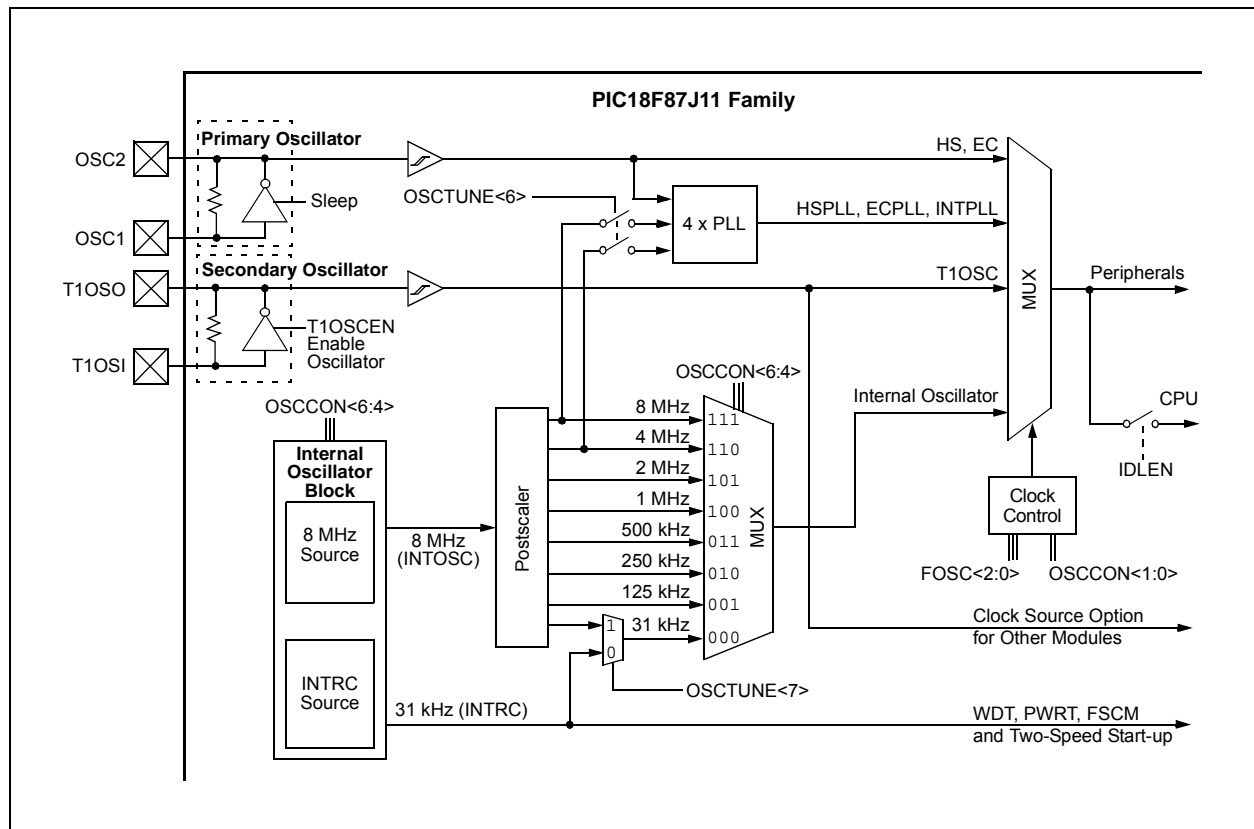 PIC18F87J11 Family
Primary Oscillator
OSC2
Sleep
OSC1
HS, EC
OSCTUNE<6>
4 x PLL
HSPLL, ECPLL, INTPLL
Secondary Oscillator
T1OSO
T1OSCEN
Enable
Oscillator
T1OSI
T1OSC
MUX
Peripherals
OSCCON<6:4>
Internal
Oscillator
Block
8 MHz
Source
8 MHz
(INTOSC)
INTRC
Source
31 kHz (INTRC)
Postscaler
OSCCON<6:4>
8 MHz
111
4 MHz
110
2 MHz
101
1 MHz
100
500 kHz
011
250 kHz
010
125 kHz
001
1
0
31 kHz
000
MUX
OSCTUNE<7>
Internal Oscillator
CPU
IDLEN
Clock
Control
FOSC<2:0>
OSCCON<1:0>
Clock Source Option
for Other Modules
WDT, PWRT, FSCM
and Two-Speed Start-up